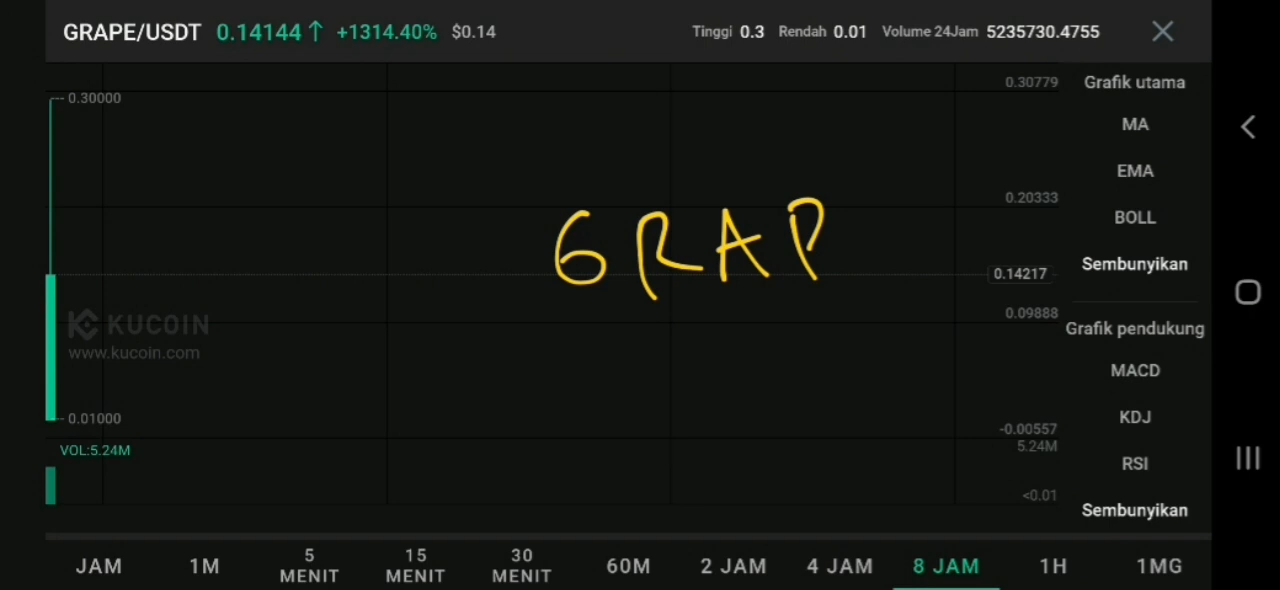 GRAPE/USDT 0.14144↑ +1314.40% $0.14 Tinggi 0.3 Rendah 0.01 Volume 24Jam 5235730.4755
0.30779
0.30000
0.20333
0.14217
0.09888
GRAP
KUCOIN
www.kucoin.com
0.01000
-0.00557
VOL:5.24M
5.24M
<0.01
Grafik utama
MA
EMA
BOLL
Sembunyikan
Grafik pendukung
MACD
KDJ
RSI
Sembunyikan
JAM 1M 5 MENIT 15 MENIT 30 MENIT 60M 2 JAM 4 JAM 8 JAM 1H 1MG